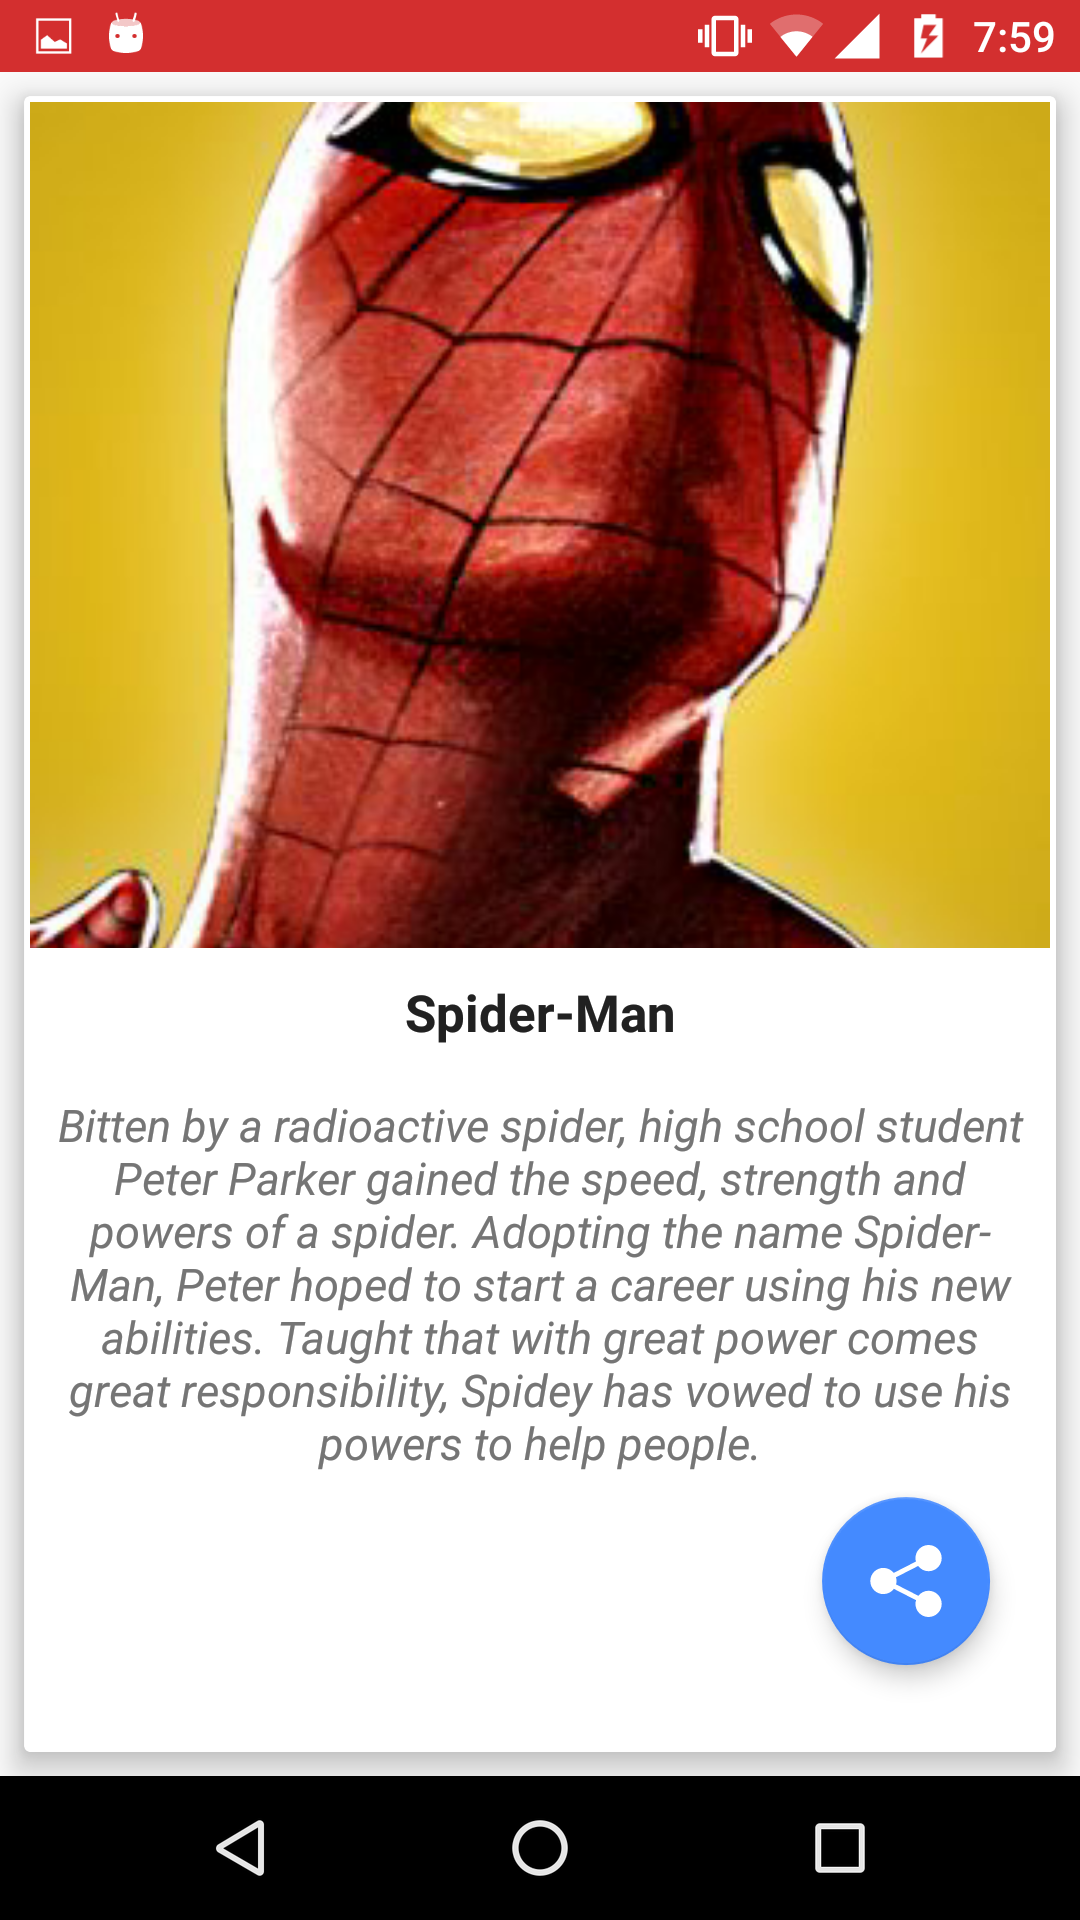 7:59
Spider-Man
Bitten by a radioactive spider, high school student
Peter Parker gained the speed, strength and
powers of a spider. Adopting the name Spider-
Man, Peter hoped to start a career using his new
abilities. Taught that with great power comes
great responsibility, Spidey has vowed to use his
powers to help people.